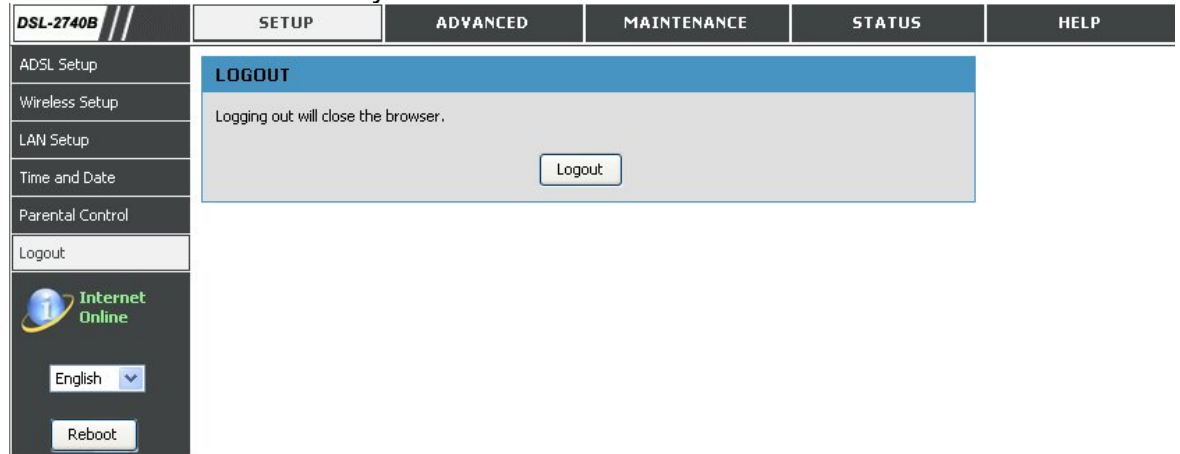 DSL-2740B SETUP ADVANCED MAINTENANCE STATUS HELP
ADSL Setup
Wireless Setup
LAN Setup
Time and Date
Parental Control
Logout
Internet
Online
English
Reboot
LOGOUT
Logging out will close the browser.
Logout